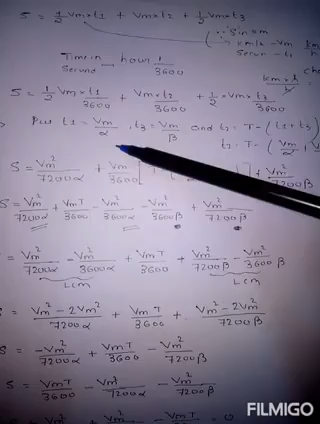 S = 1/2 Vm×t1 + Vm×t2 + 1/2 Vm×t3
Time in second → hour 1/3600
S = 1/2 Vm × t1/3600 + Vm×t2/3600 + 1/2 × Vm × t3/3600
Put t1 = Vm/α , t3 = Vm/β and t2 = T - (t1 + t3)
t2 = T - (Vm/α
S = Vm²/7200α + Vm/3600 [
] + Vm²/7200β
S = Vm²/7200α + VmT/3600 - Vm²/3600α - Vm²/3600β + Vm²/7200β
= Vm²/7200α - Vm²/3600α + VmT/3600 + Vm²/7200β - Vm²/3600β
LCM LCM
= Vm² - 2Vm²/7200α + VmT/3600 + Vm² - 2Vm²/7200β
S = -Vm²/7200α + VmT/3600 - Vm²/7200β
S = VmT/3600 - Vm²/7200α - Vm²/7200β
FILMIGO